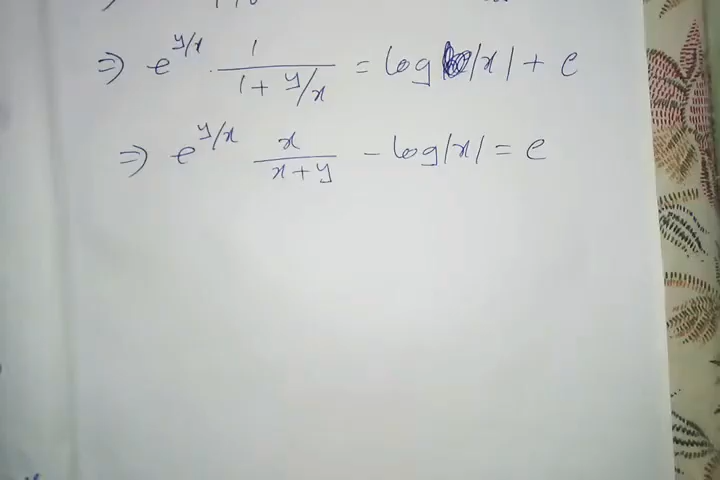 ⇒ e^{y/x} . 1/(1 + y/x) = log |x| + c
⇒ e^{y/x} x/(x+y) - log|x| = c